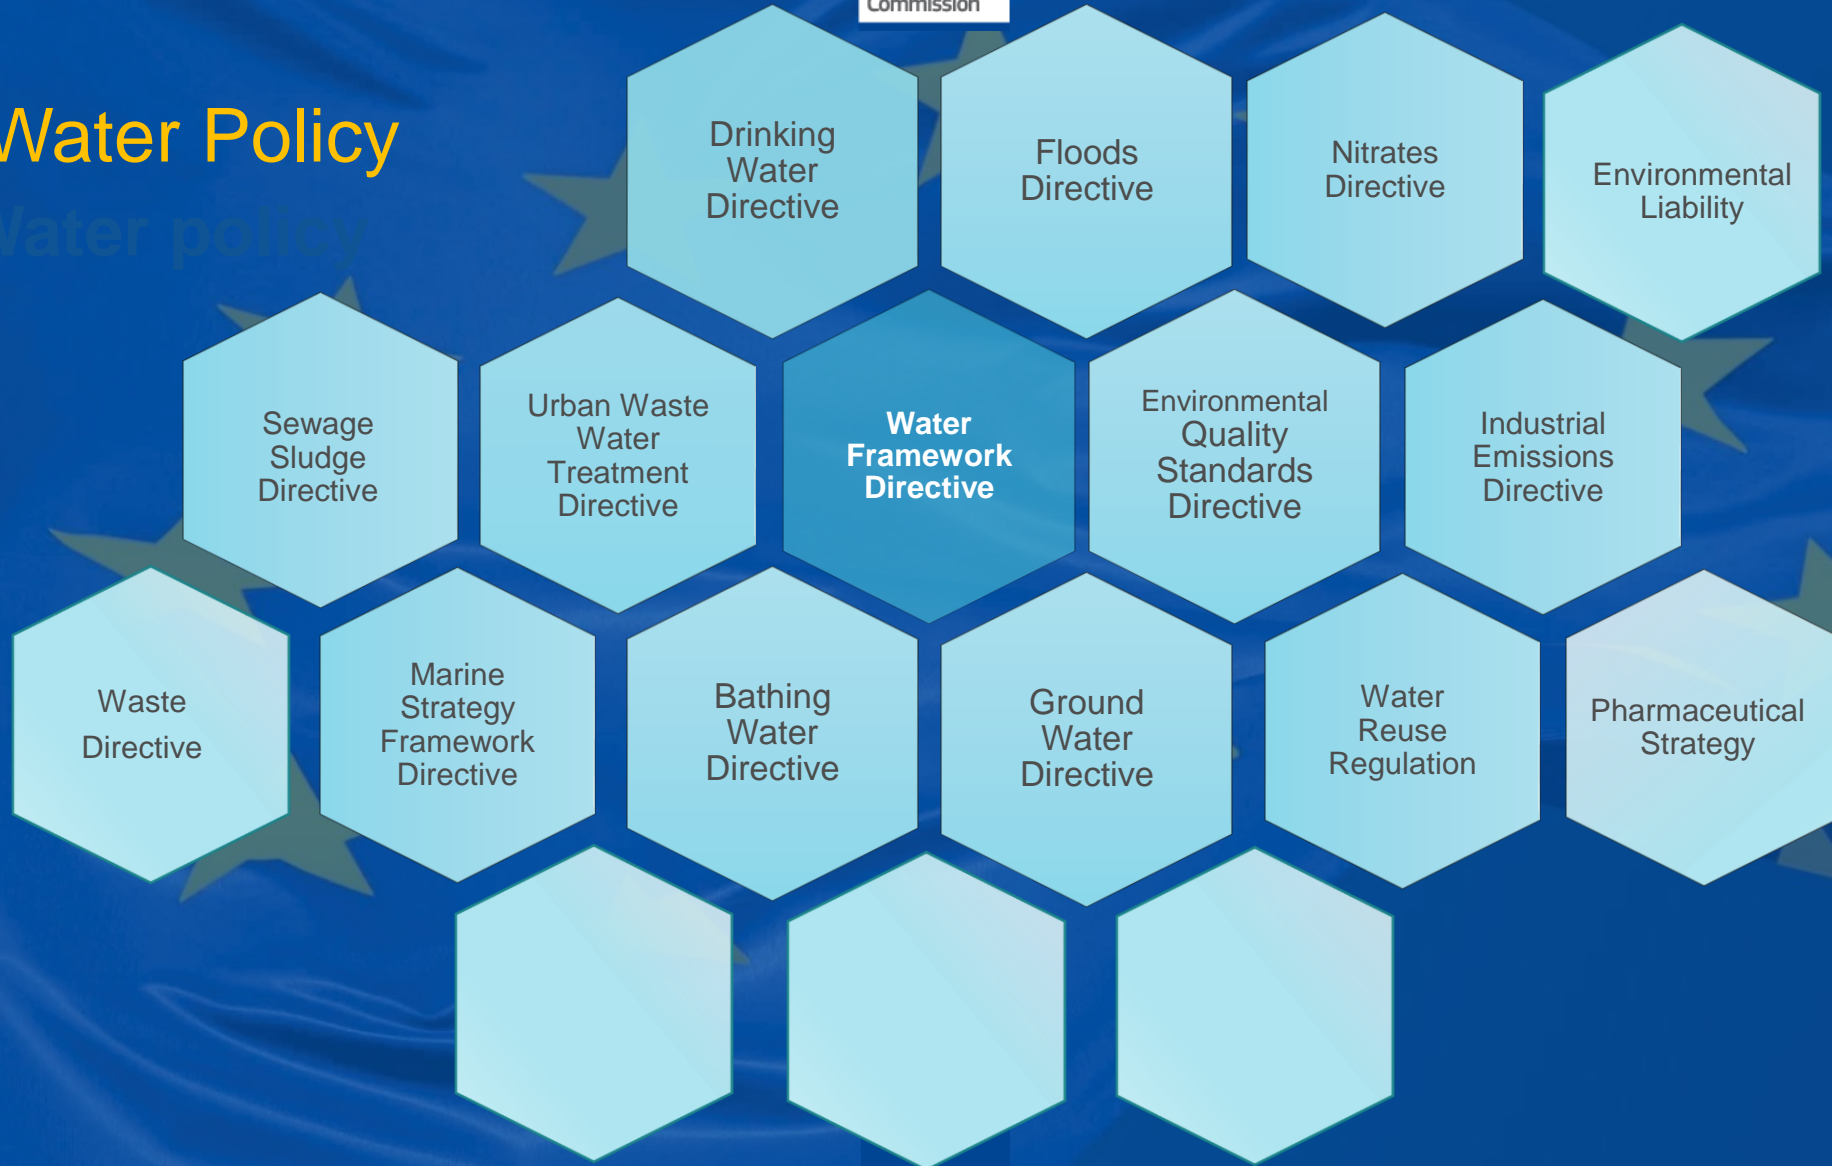 Commission
Water Policy
Water policy
Drinking
Water
Directive
Floods
Directive
Nitrates
Directive
Environmental
Liability
Sewage
Sludge
Directive
Urban Waste
Water
Treatment
Directive
Water
Framework
Directive
Environmental
Quality
Standards
Directive
Industrial
Emissions
Directive
Waste
Directive
Marine
Strategy
Framework
Directive
Bathing
Water
Directive
Ground
Water
Directive
Water
Reuse
Regulation
Pharmaceutical
Strategy